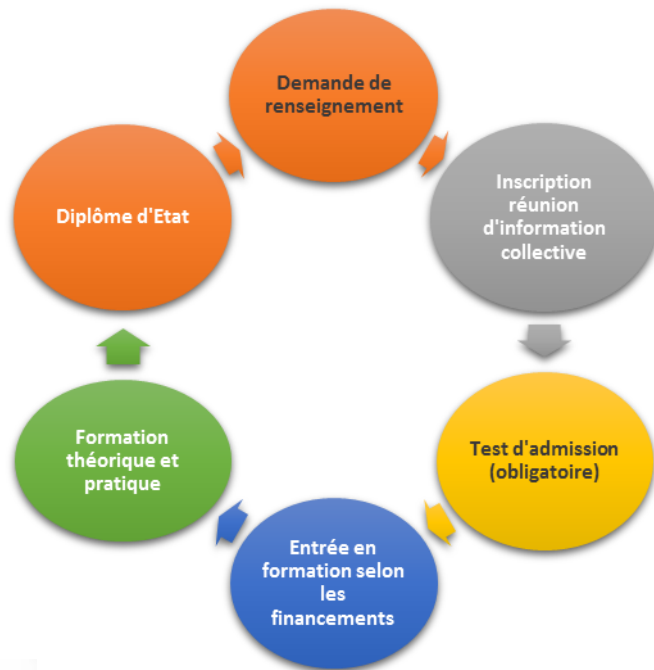 Demande de
renseignement
Inscription
réunion
d'information
collective
Test d'admission
(obligatoire)
Entrée en
formation selon
les
financements
Formation
théorique et
pratique
Diplôme d'Etat